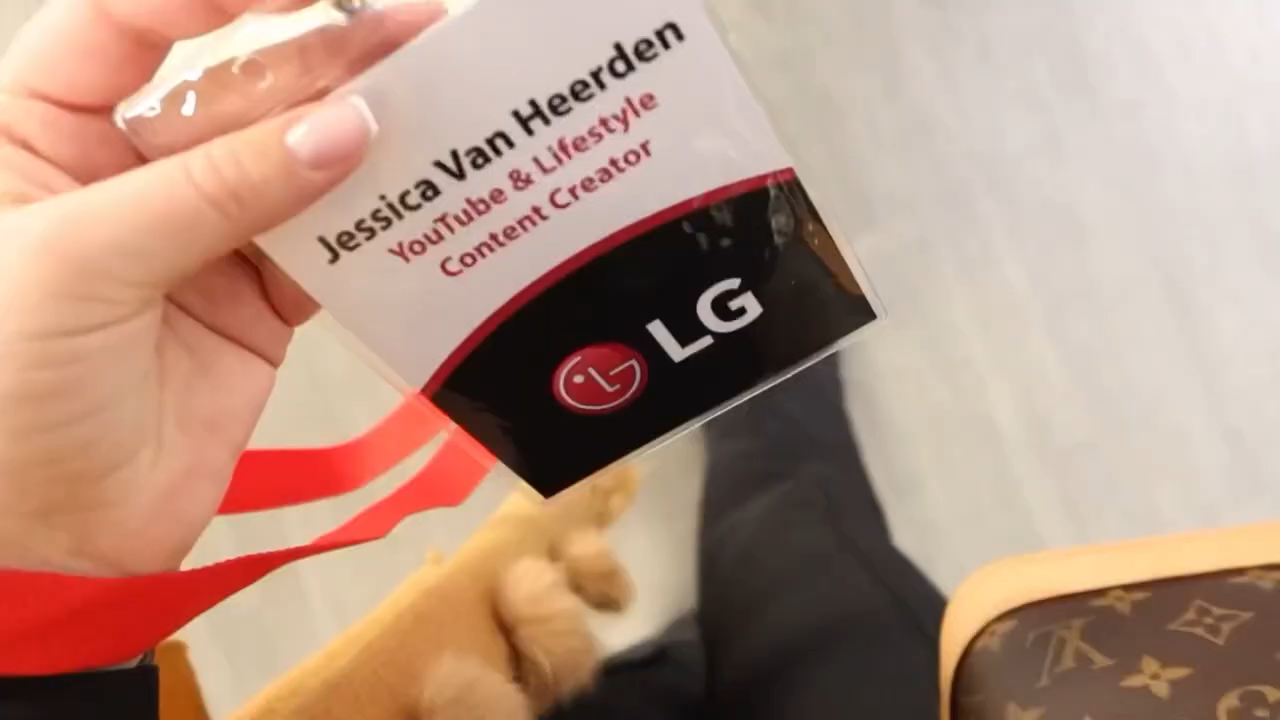 Jessica Van Heerden
YouTube & Lifestyle
Content Creator
LG